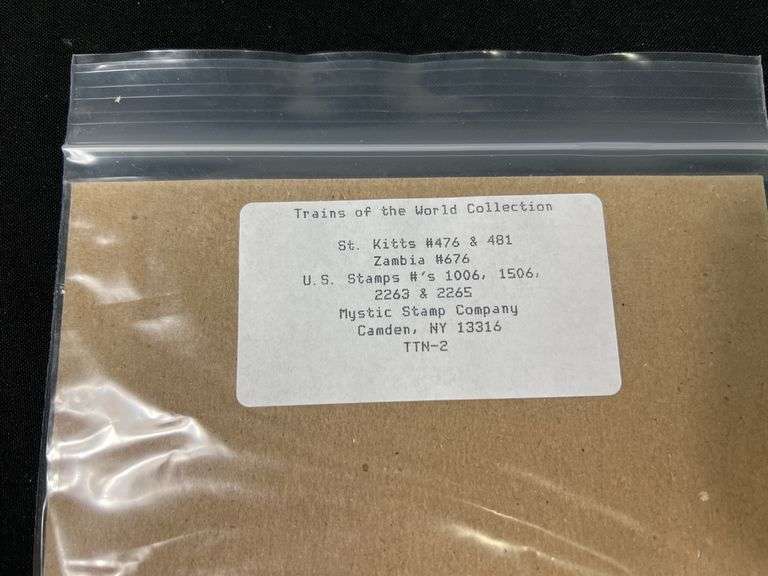 Trains of the World Collection
St. Kitts #476 & 481
Zambia #676
U.S. Stamps #'s 1006, 1506,
2263 & 2265
Mystic Stamp Company
Camden, NY 13316
TTN-2